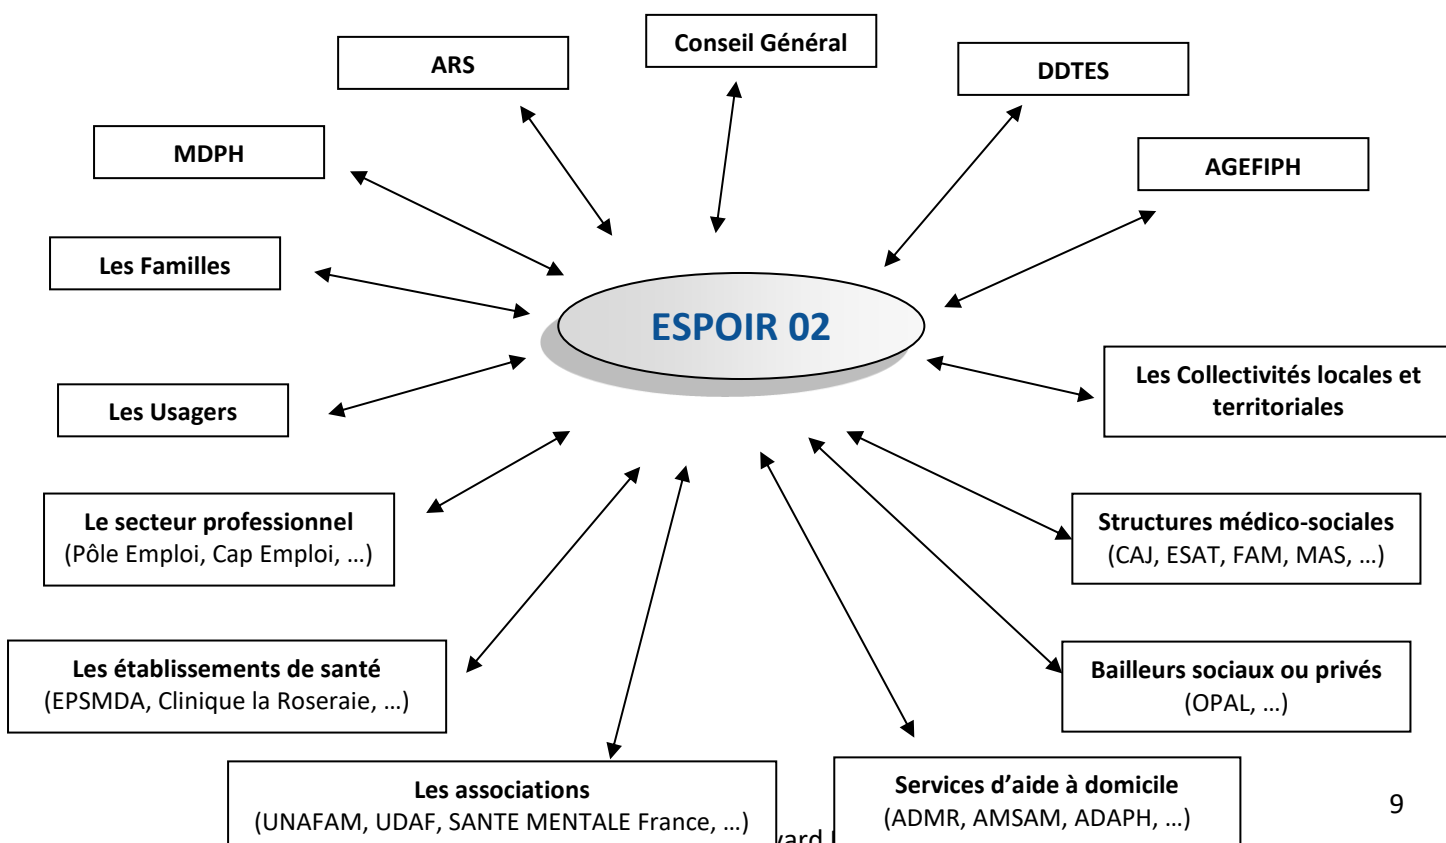 Conseil Général
ARS
DDTES
MDPH
AGEFIPH
Les Familles
ESPOIR 02
Les Collectivités locales et
territoriales
Les Usagers
Le secteur professionnel
(Pôle Emploi, Cap Emploi, …)
Structures médico-sociales
(CAJ, ESAT, FAM, MAS, …)
Les établissements de santé
(EPSMDA, Clinique la Roseraie, …)
Bailleurs sociaux ou privés
(OPAL, …)
Les associations
(UNAFAM, UDAF, SANTE MENTALE France, …)
Services d’aide à domicile
(ADMR, AMSAM, ADAPH, …)
9